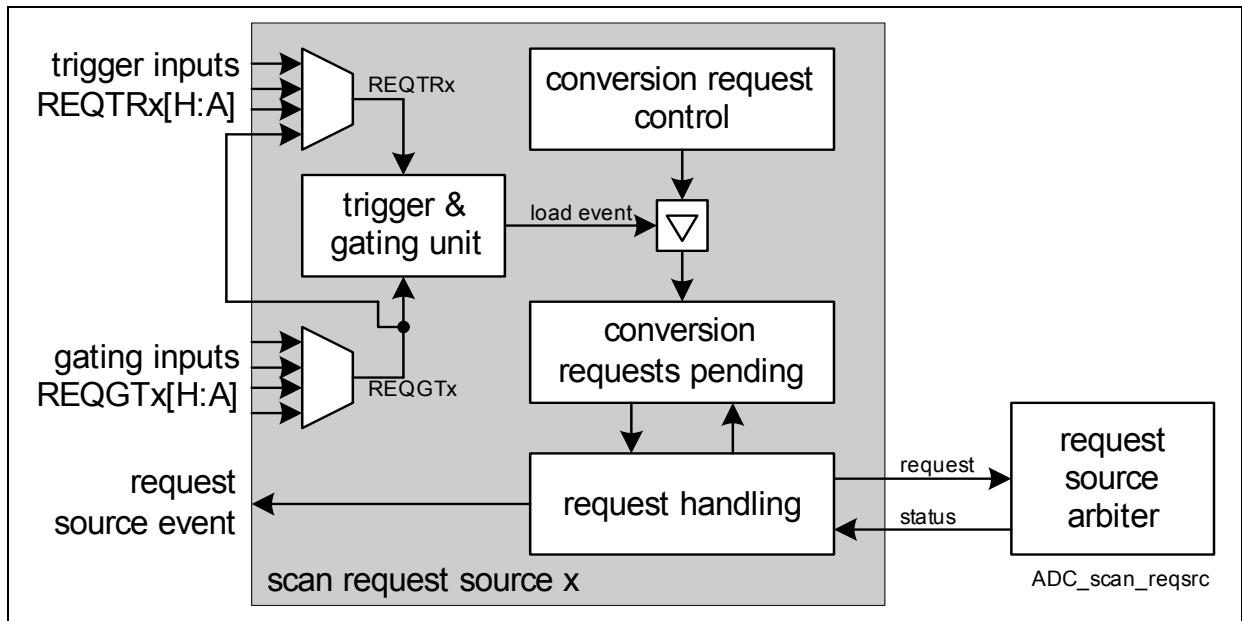 trigger inputs
REQTRx[H:A]
REQTRx
conversion request
control
trigger &
gating unit
load event
conversion
requests pending
gating inputs
REQGTx[H:A]
REQGTx
request
source event
request handling
request
status
request
source
arbiter
scan request source x
ADC_scan_reqsrc